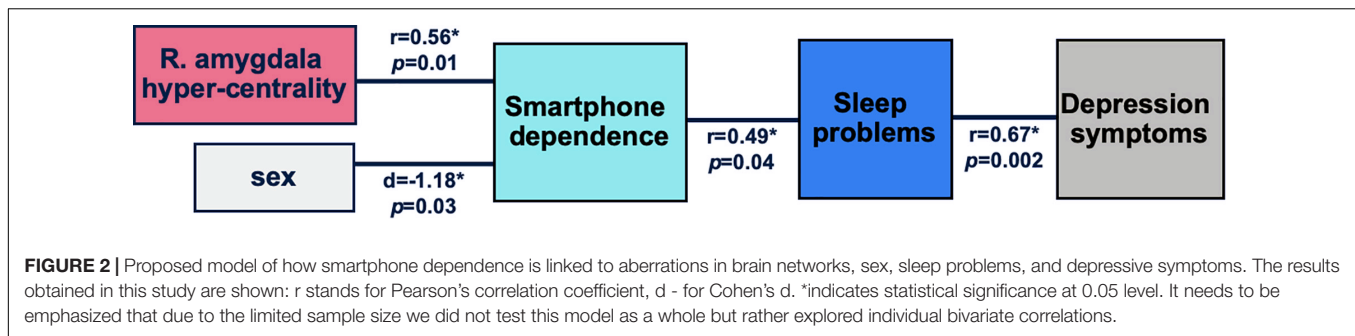 R. amygdala
hyper-centrality
r=0.56*
p=0.01
sex
d=-1.18*
p=0.03
Smartphone
dependence
r=0.49*
p=0.04
Sleep
problems
r=0.67*
p=0.002
Depression
symptoms
FIGURE 2 | Proposed model of how smartphone dependence is linked to aberrations in brain networks, sex, sleep problems, and depressive symptoms. The results
obtained in this study are shown: r stands for Pearson's correlation coefficient, d - for Cohen's d. *indicates statistical significance at 0.05 level. It needs to be
emphasized that due to the limited sample size we did not test this model as a whole but rather explored individual bivariate correlations.